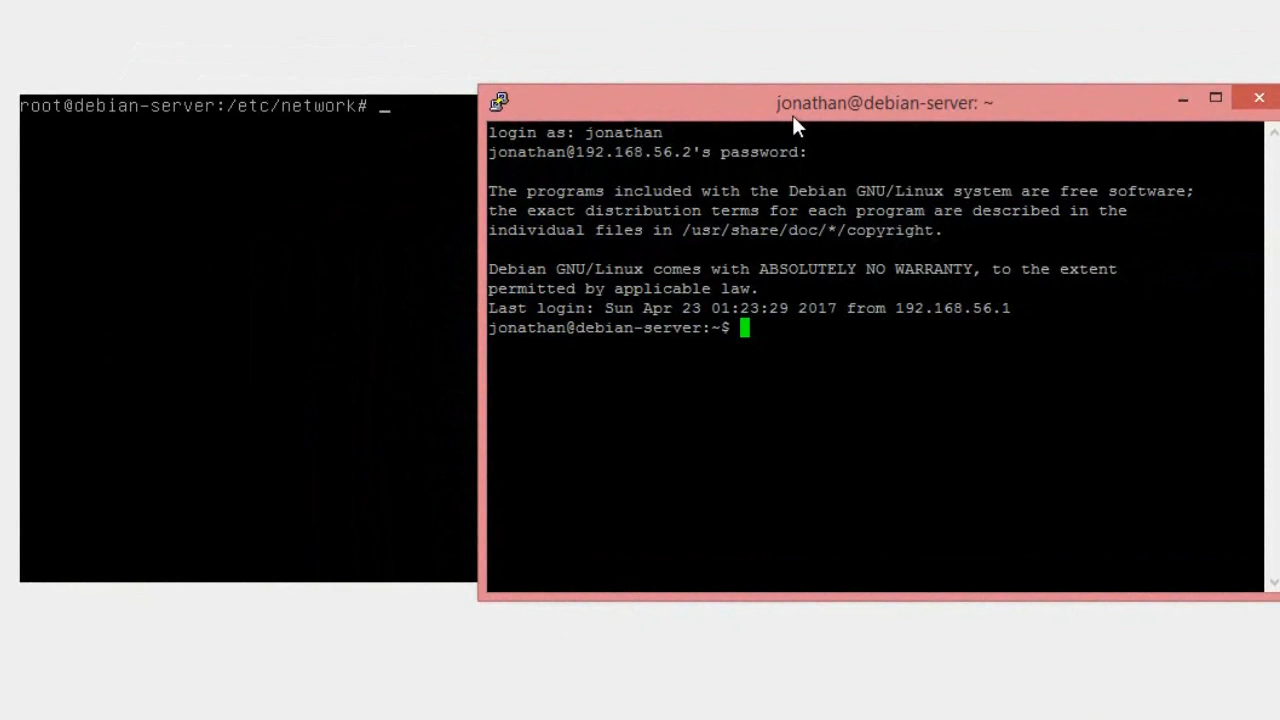 root@debian-server:/etc/network# _
jonathan@debian-server: ~
login as: jonathan
jonathan@192.168.56.2's password:
The programs included with the Debian GNU/Linux system are free software;
the exact distribution terms for each program are described in the
individual files in /usr/share/doc/*/copyright.
Debian GNU/Linux comes with ABSOLUTELY NO WARRANTY, to the extent
permitted by applicable law.
Last login: Sun Apr 23 01:23:29 2017 from 192.168.56.1
jonathan@debian-server:~$